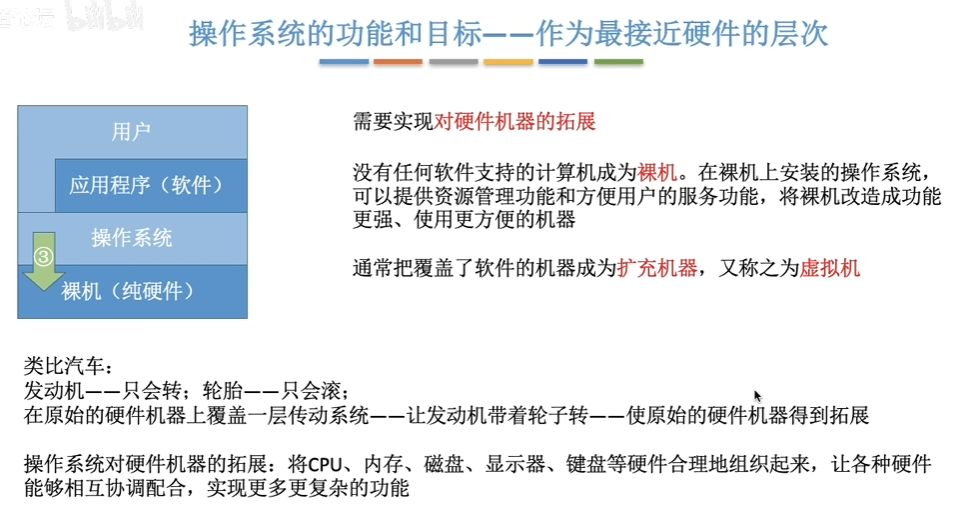 操作系统的功能和目标——作为最接近硬件的层次
用户
应用程序（软件）
操作系统
③
裸机（纯硬件）
需要实现对硬件机器的拓展
没有任何软件支持的计算机成为裸机。在裸机上安装的操作系统，
可以提供资源管理功能和方便用户的服务功能，将裸机改造成功能
更强、使用更方便的机器
通常把覆盖了软件的机器成为扩充机器，又称之为虚拟机
类比汽车：
发动机——只会转；轮胎——只会滚；
在原始的硬件机器上覆盖一层传动系统——让发动机带着轮子转——使原始的硬件机器得到拓展
操作系统对硬件机器的拓展：将CPU、内存、磁盘、显示器、键盘等硬件合理地组织起来，让各种硬件
能够相互协调配合，实现更多更复杂的功能